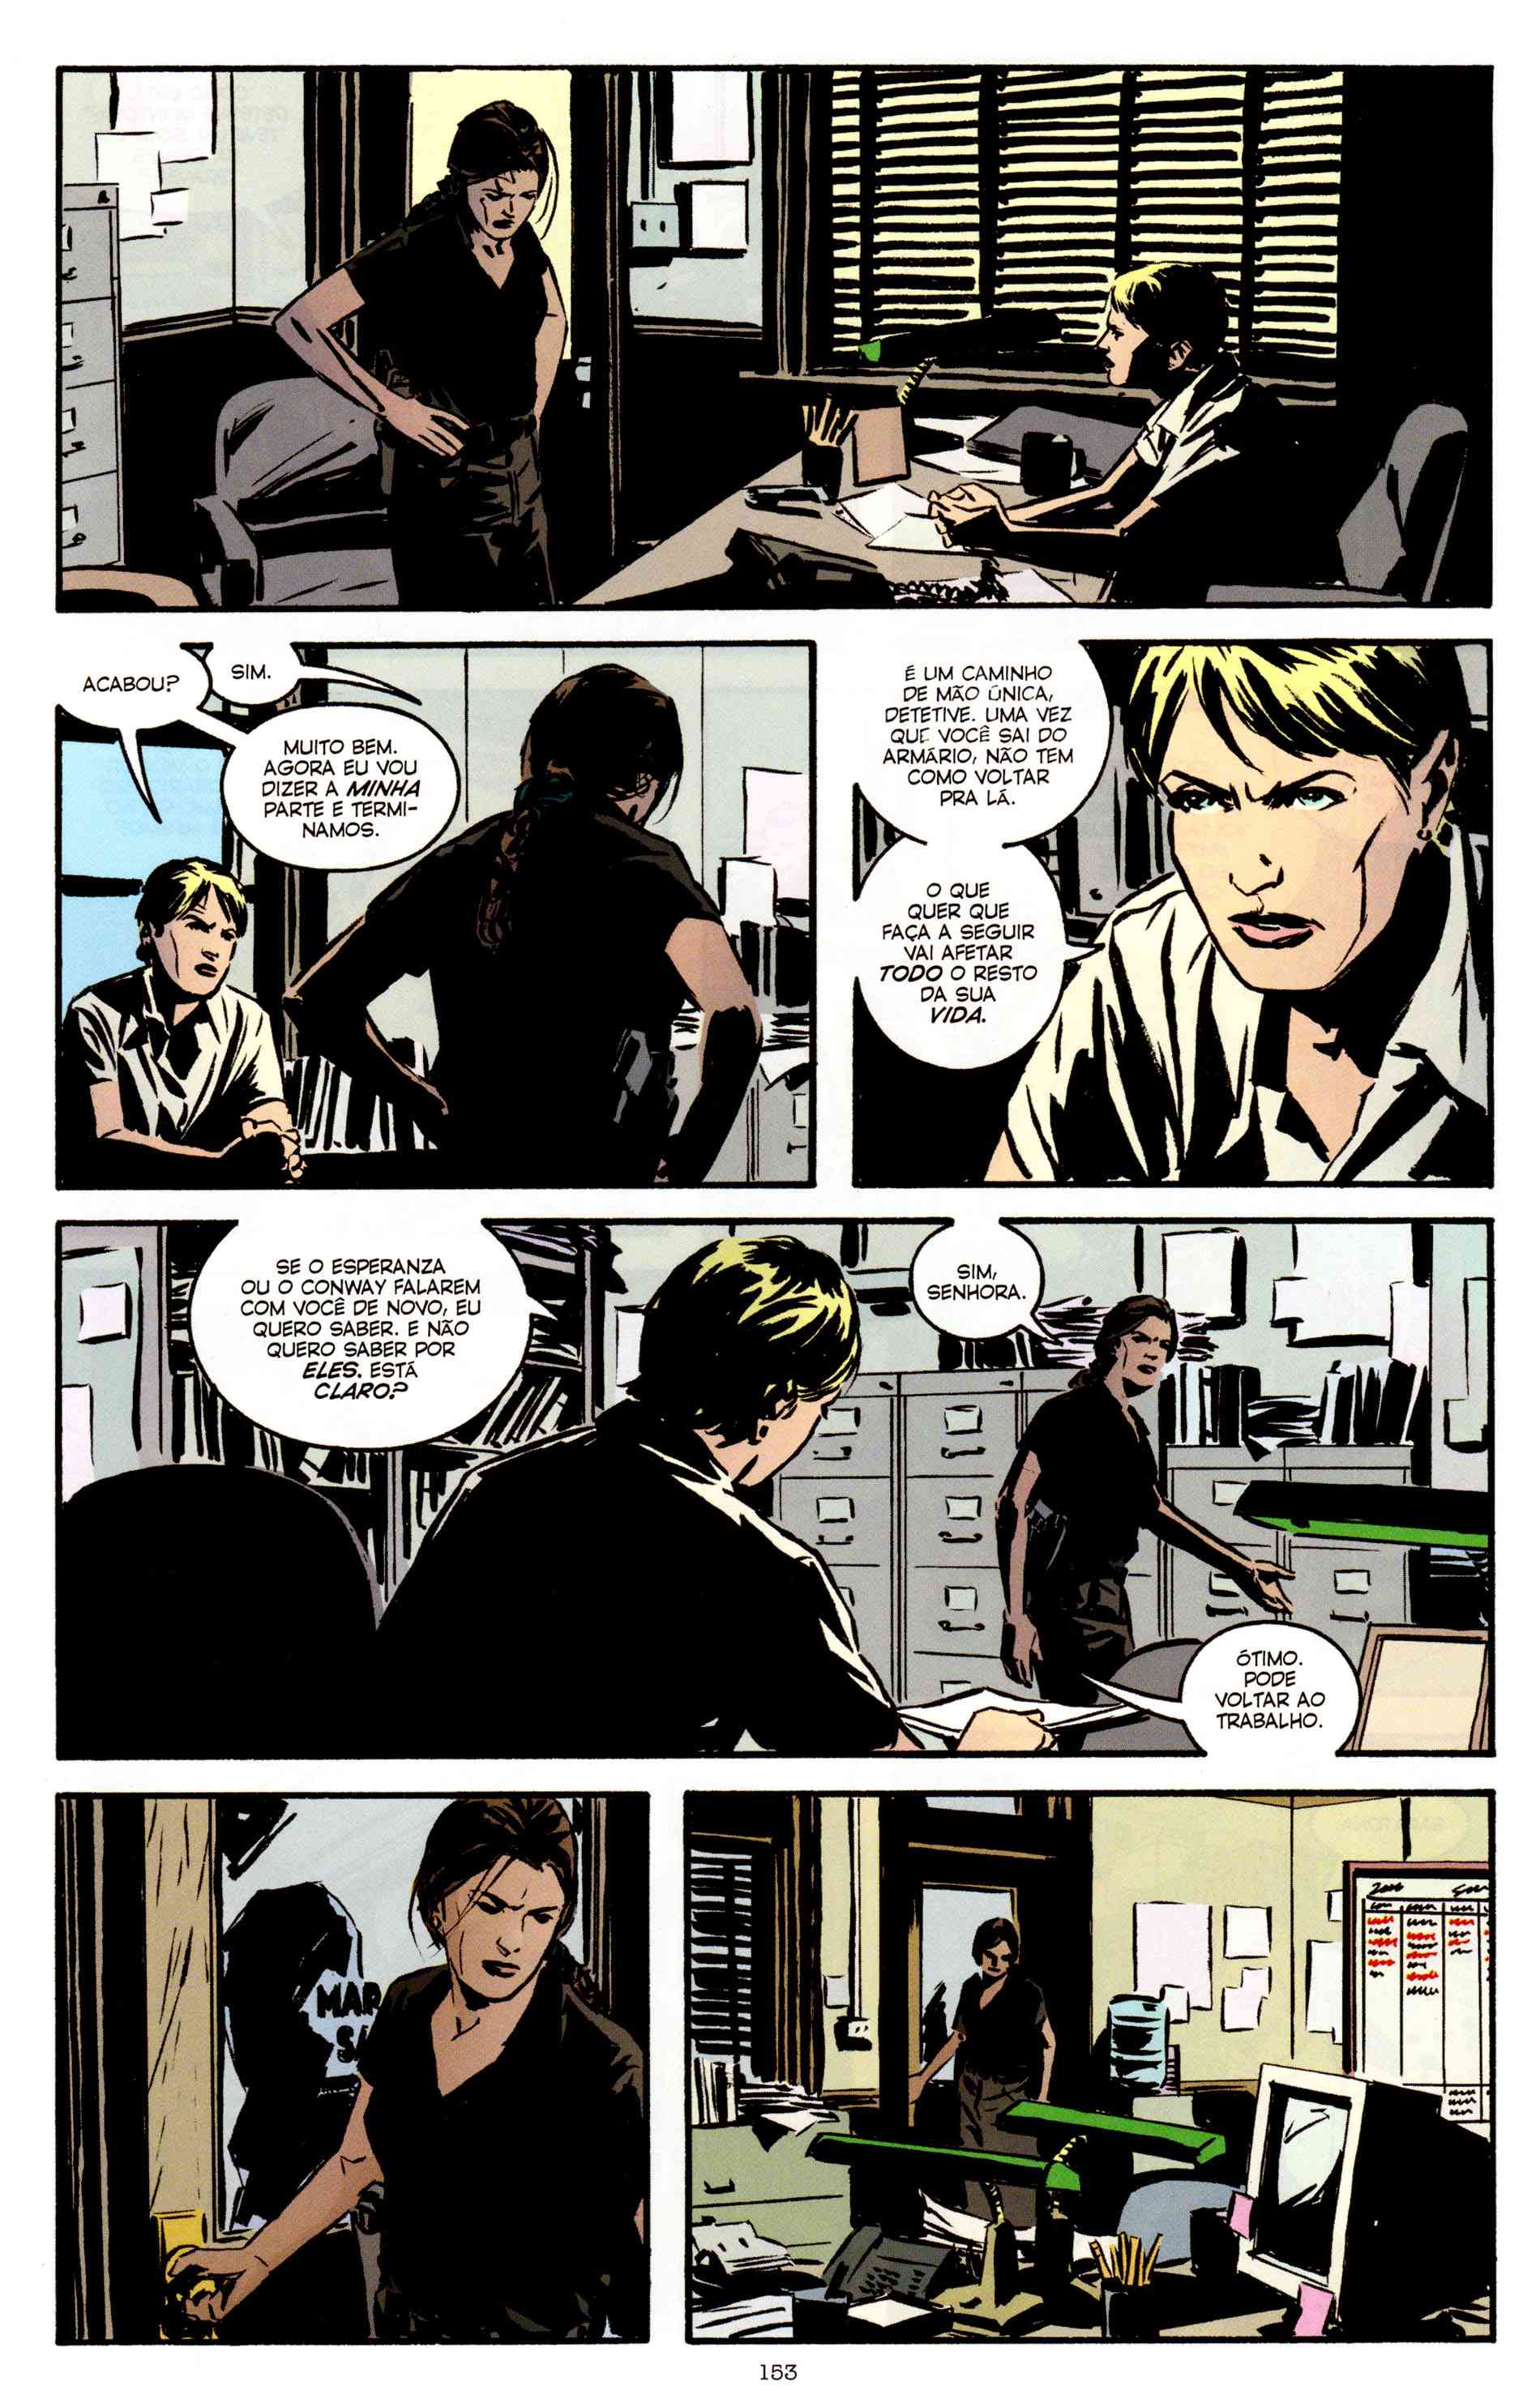 ACABOU?
SIM.
MUITO BEM.
AGORA EU VOU
DIZER A MINHA
PARTE E TERMI-
NAMOS.
É UM CAMINHO
DE MÃO ÚNICA,
DETETIVE. UMA VEZ
QUE VOCÊ SAI DO
ARMÁRIO, NÃO TEM
COMO VOLTAR
PRA LÁ.
O QUE
QUER QUE
FAÇA A SEGUIR
VAI AFETAR
TODO O RESTO
DA SUA
VIDA.
SE O ESPERANZA
OU O CONWAY FALAREM
COM VOCÊ DE NOVO, EU
QUERO SABER. E NÃO
QUERO SABER POR
ELES. ESTÁ
CLARO?
SIM,
SENHORA.
ÓTIMO.
PODE
VOLTAR AO
TRABALHO.
MAR
153